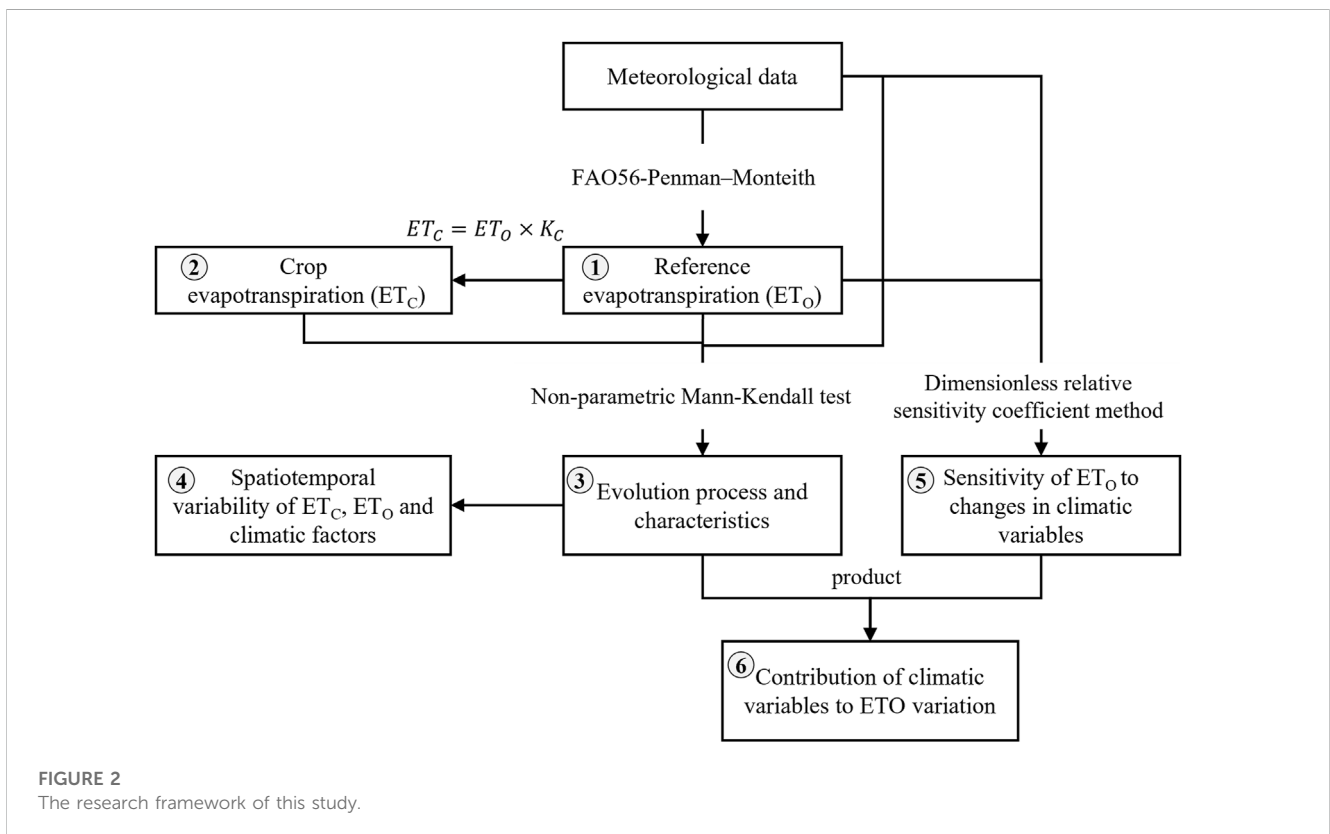 Meteorological data
FAO56-Penman–Monteith
ET_C = ET_O × K_C
② Crop
evapotranspiration (ET_C)
① Reference
evapotranspiration (ET_O)
Non-parametric Mann-Kendall test
Dimensionless relative
sensitivity coefficient method
④ Spatiotemporal
variability of ET_C, ET_O and
climatic factors
③ Evolution process and
characteristics
⑤ Sensitivity of ET_O to
changes in climatic
variables
product
⑥ Contribution of climatic
variables to ETO variation
FIGURE 2
The research framework of this study.